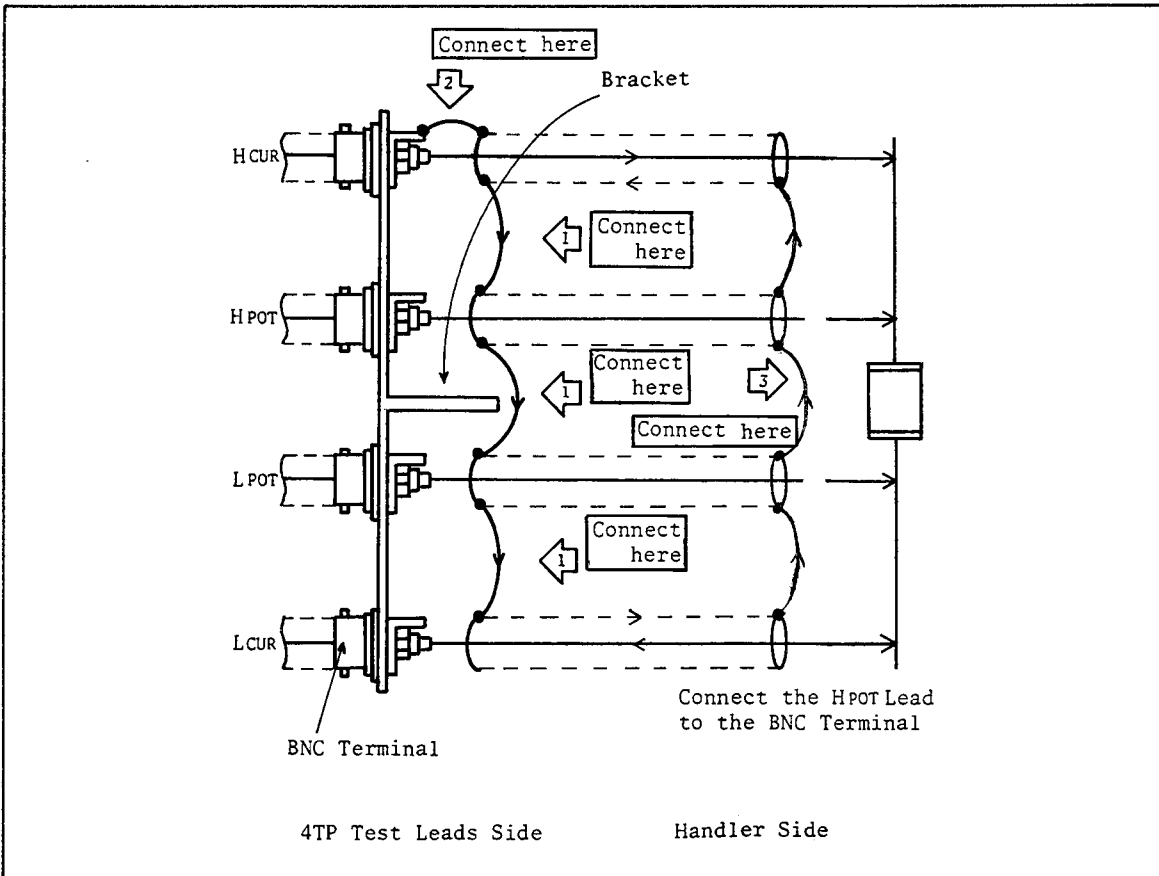 Connect here
2
Bracket
HCUR
1
Connect
here
HPOT
1
Connect
here
3
Connect here
LPOT
1
Connect
here
LCUR
Connect the HPOT Lead
to the BNC Terminal
BNC Terminal
4TP Test Leads Side
Handler Side